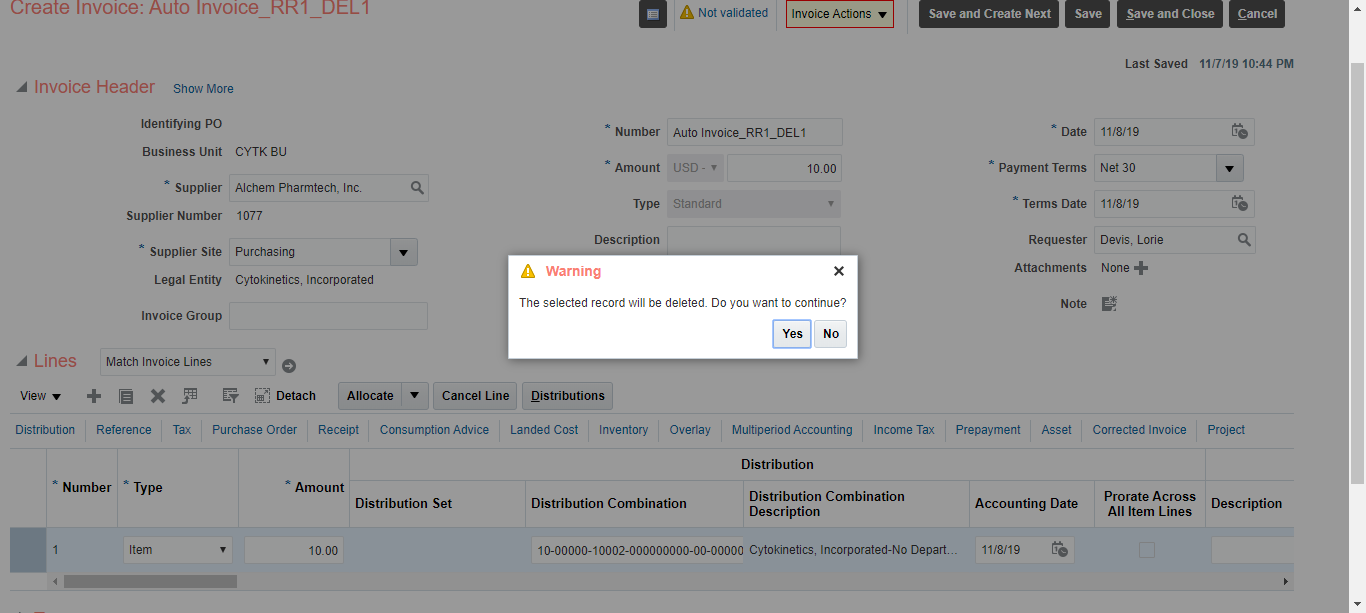 Create Invoice: Auto Invoice_RR1_DEL1
Not validated
Invoice Actions
Save and Create Next
Save
Save and Close
Cancel
Last Saved 11/7/19 10:44 PM
Invoice Header Show More
Identifying PO
Business Unit CYTK BU
* Supplier Alchem Pharmtech, Inc.
Supplier Number 1077
* Supplier Site Purchasing
Legal Entity Cytokinetics, Incorporated
Invoice Group
* Number Auto Invoice_RR1_DEL1
* Amount USD - 10.00
Type Standard
Description
* Date 11/8/19
* Payment Terms Net 30
* Terms Date 11/8/19
Requester Devis, Lorie
Attachments None
Note
Warning
The selected record will be deleted. Do you want to continue?
Yes No
Lines Match Invoice Lines
View Detach Allocate Cancel Line Distributions
Distribution Reference Tax Purchase Order Receipt Consumption Advice Landed Cost Inventory Overlay Multiperiod Accounting Income Tax Prepayment Asset Corrected Invoice Project
Distribution
* Number * Type * Amount Distribution Set Distribution Combination Distribution Combination Description Accounting Date Prorate Across All Item Lines Description
1 Item 10.00 10-00000-10002-000000000-00-00000 Cytokinetics, Incorporated-No Depart... 11/8/19